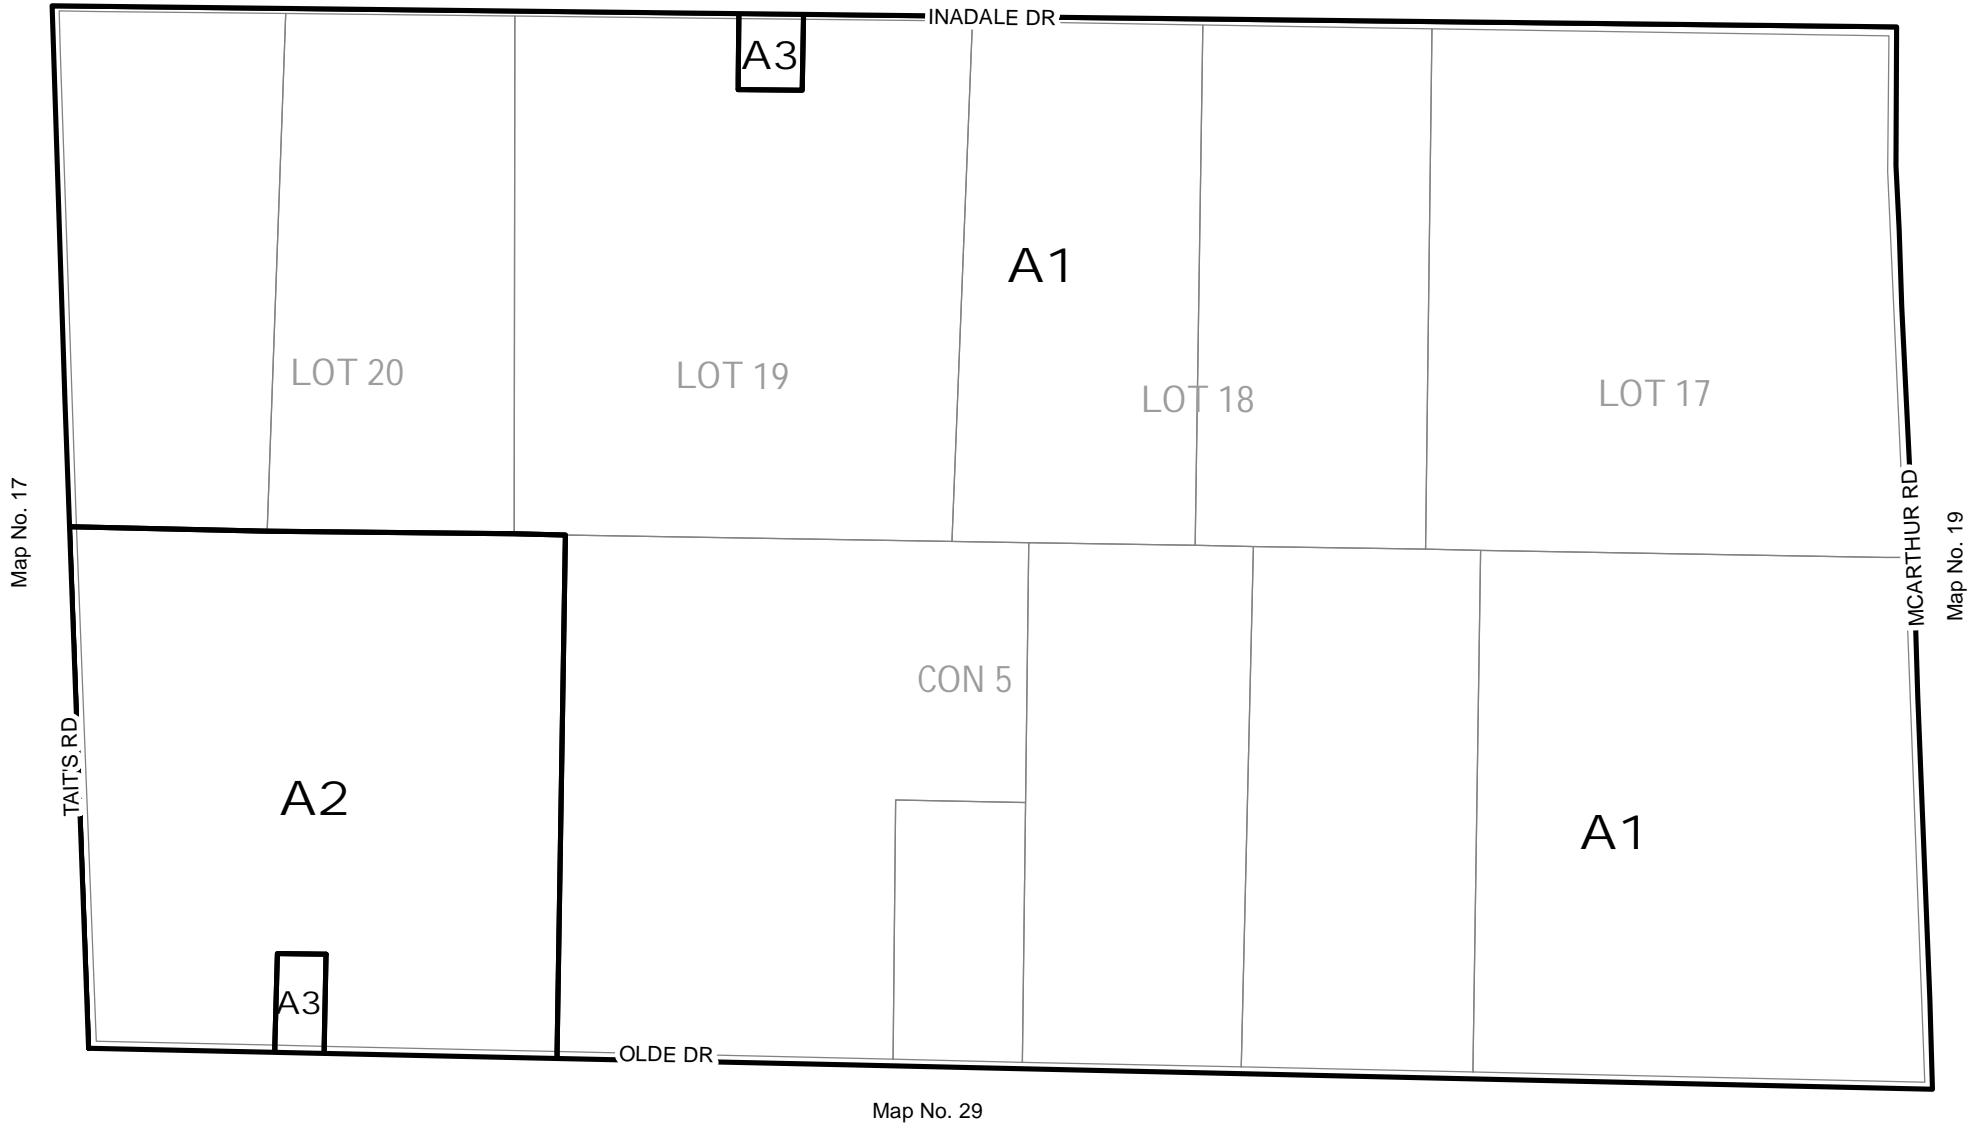 INADALE DR
A3
A1
LOT 20
LOT 19
LOT 18
LOT 17
Map No. 17
MCARTHUR RD
Map No. 19
CON 5
TAIT'S RD
A2
A1
A3
OLDE DR
Map No. 29